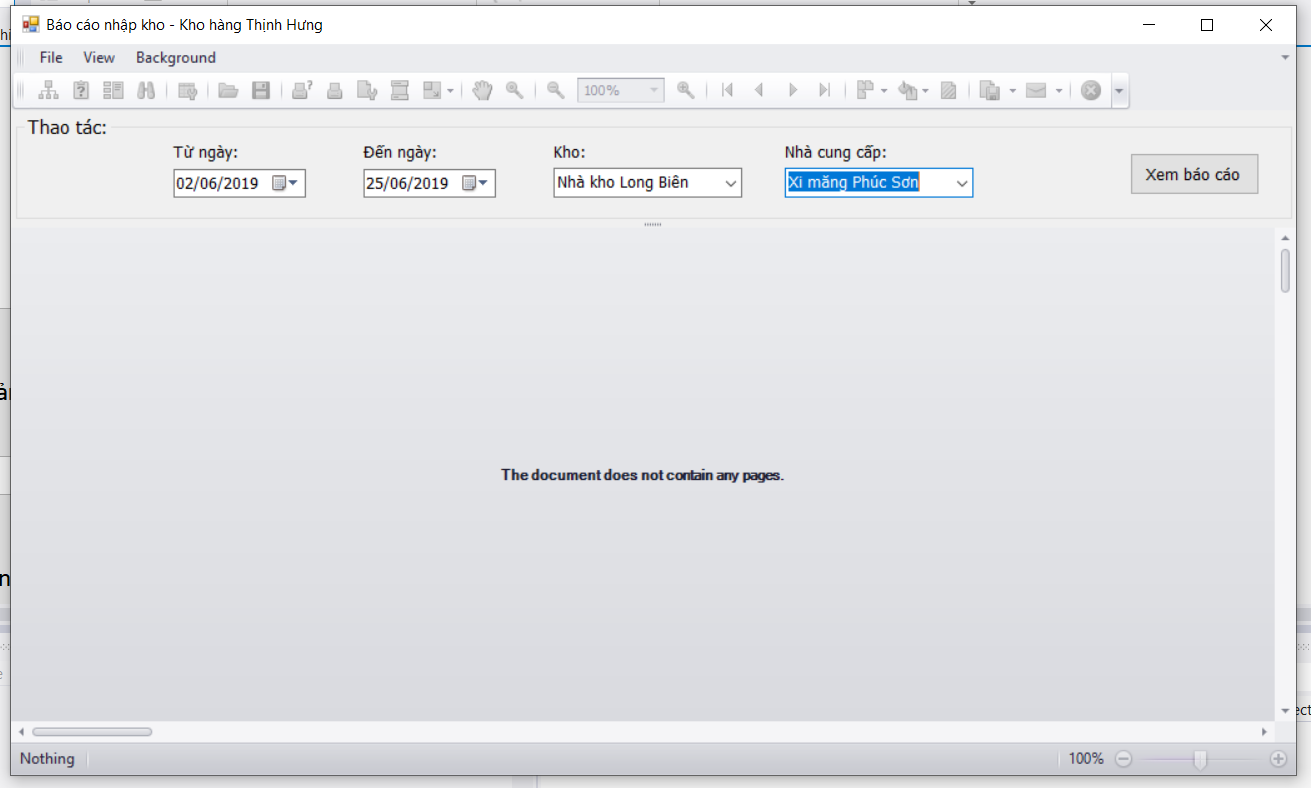 Báo cáo nhập kho - Kho hàng Thịnh Hưng
File View Background
100%
Thao tác:
Từ ngày: Đến ngày: Kho: Nhà cung cấp:
02/06/2019 25/06/2019 Nhà kho Long Biên Xi măng Phúc Sơn Xem báo cáo
The document does not contain any pages.
Nothing 100%